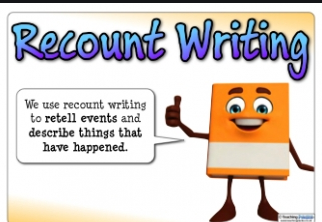 Recount Writing
We use recount writing
to retell events and
describe things that
have happened.